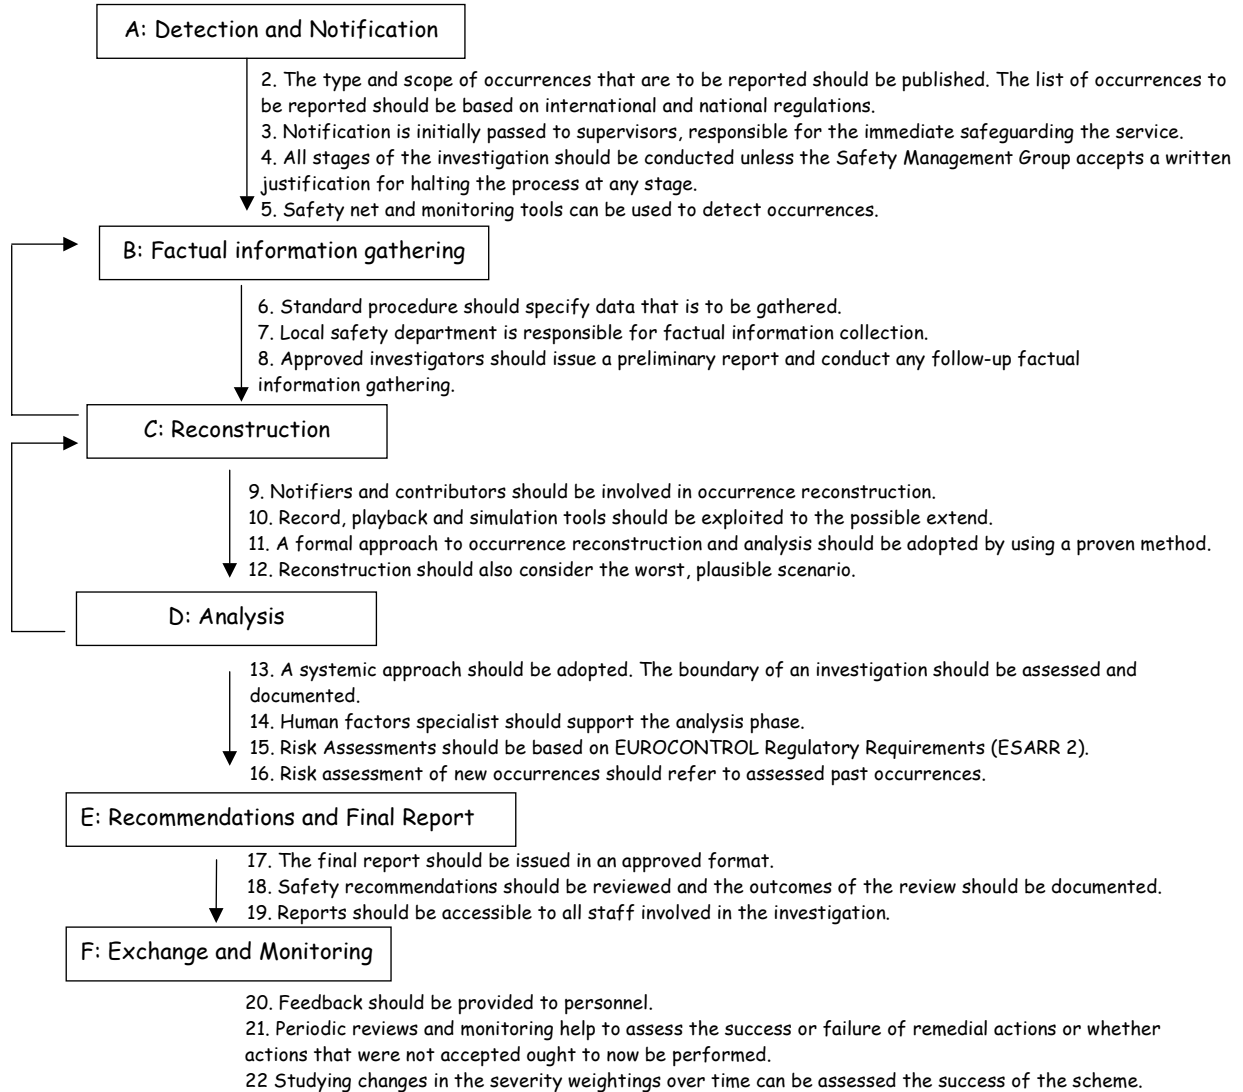 A: Detection and Notification
2. The type and scope of occurrences that are to be reported should be published. The list of occurrences to
be reported should be based on international and national regulations.
3. Notification is initially passed to supervisors, responsible for the immediate safeguarding the service.
4. All stages of the investigation should be conducted unless the Safety Management Group accepts a written
justification for halting the process at any stage.
5. Safety net and monitoring tools can be used to detect occurrences.
B: Factual information gathering
6. Standard procedure should specify data that is to be gathered.
7. Local safety department is responsible for factual information collection.
8. Approved investigators should issue a preliminary report and conduct any follow-up factual
information gathering.
C: Reconstruction
9. Notifiers and contributors should be involved in occurrence reconstruction.
10. Record, playback and simulation tools should be exploited to the possible extend.
11. A formal approach to occurrence reconstruction and analysis should be adopted by using a proven method.
12. Reconstruction should also consider the worst, plausible scenario.
D: Analysis
13. A systemic approach should be adopted. The boundary of an investigation should be assessed and
documented.
14. Human factors specialist should support the analysis phase.
15. Risk Assessments should be based on EUROCONTROL Regulatory Requirements (ESARR 2).
16. Risk assessment of new occurrences should refer to assessed past occurrences.
E: Recommendations and Final Report
17. The final report should be issued in an approved format.
18. Safety recommendations should be reviewed and the outcomes of the review should be documented.
19. Reports should be accessible to all staff involved in the investigation.
F: Exchange and Monitoring
20. Feedback should be provided to personnel.
21. Periodic reviews and monitoring help to assess the success or failure of remedial actions or whether
actions that were not accepted ought to now be performed.
22 Studying changes in the severity weightings over time can be assessed the success of the scheme.